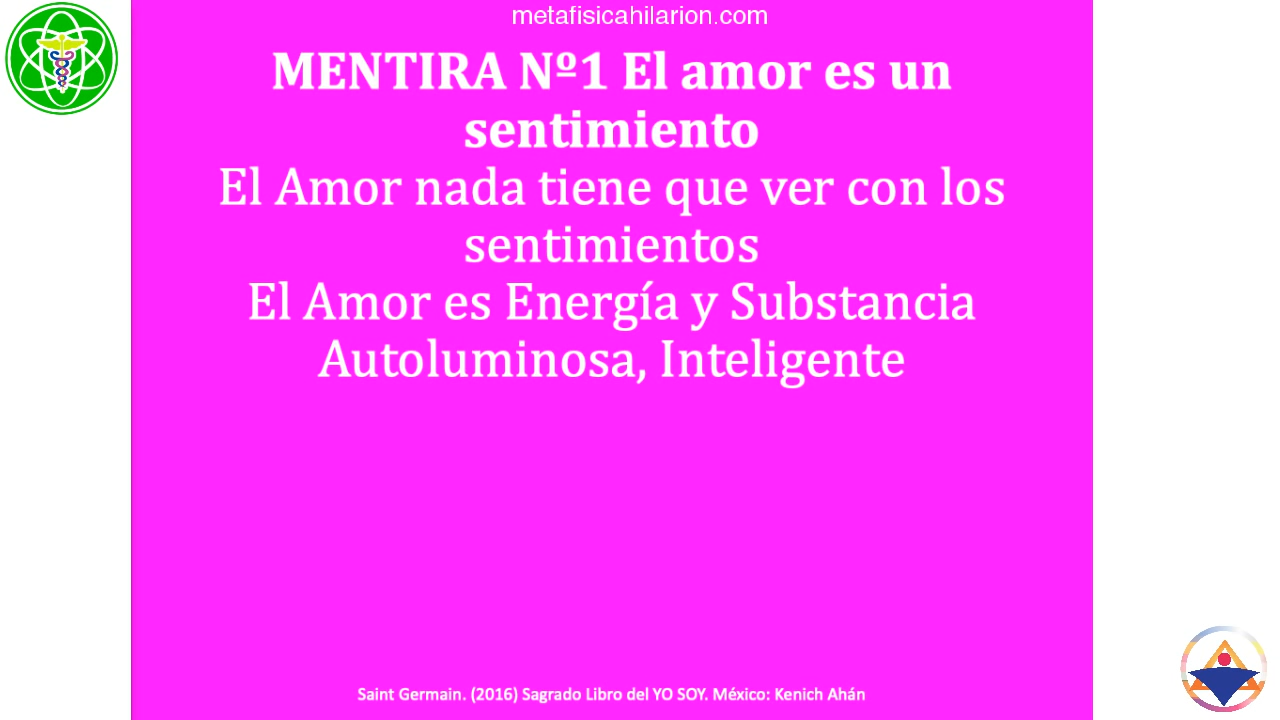 metafisicahilarion.com
MENTIRA Nº1 El amor es un
sentimiento
El Amor nada tiene que ver con los
sentimientos
El Amor es Energía y Substancia
Autoluminosa, Inteligente
Saint Germain. (2016) Sagrado Libro del YO SOY. México: Kenich Ahán